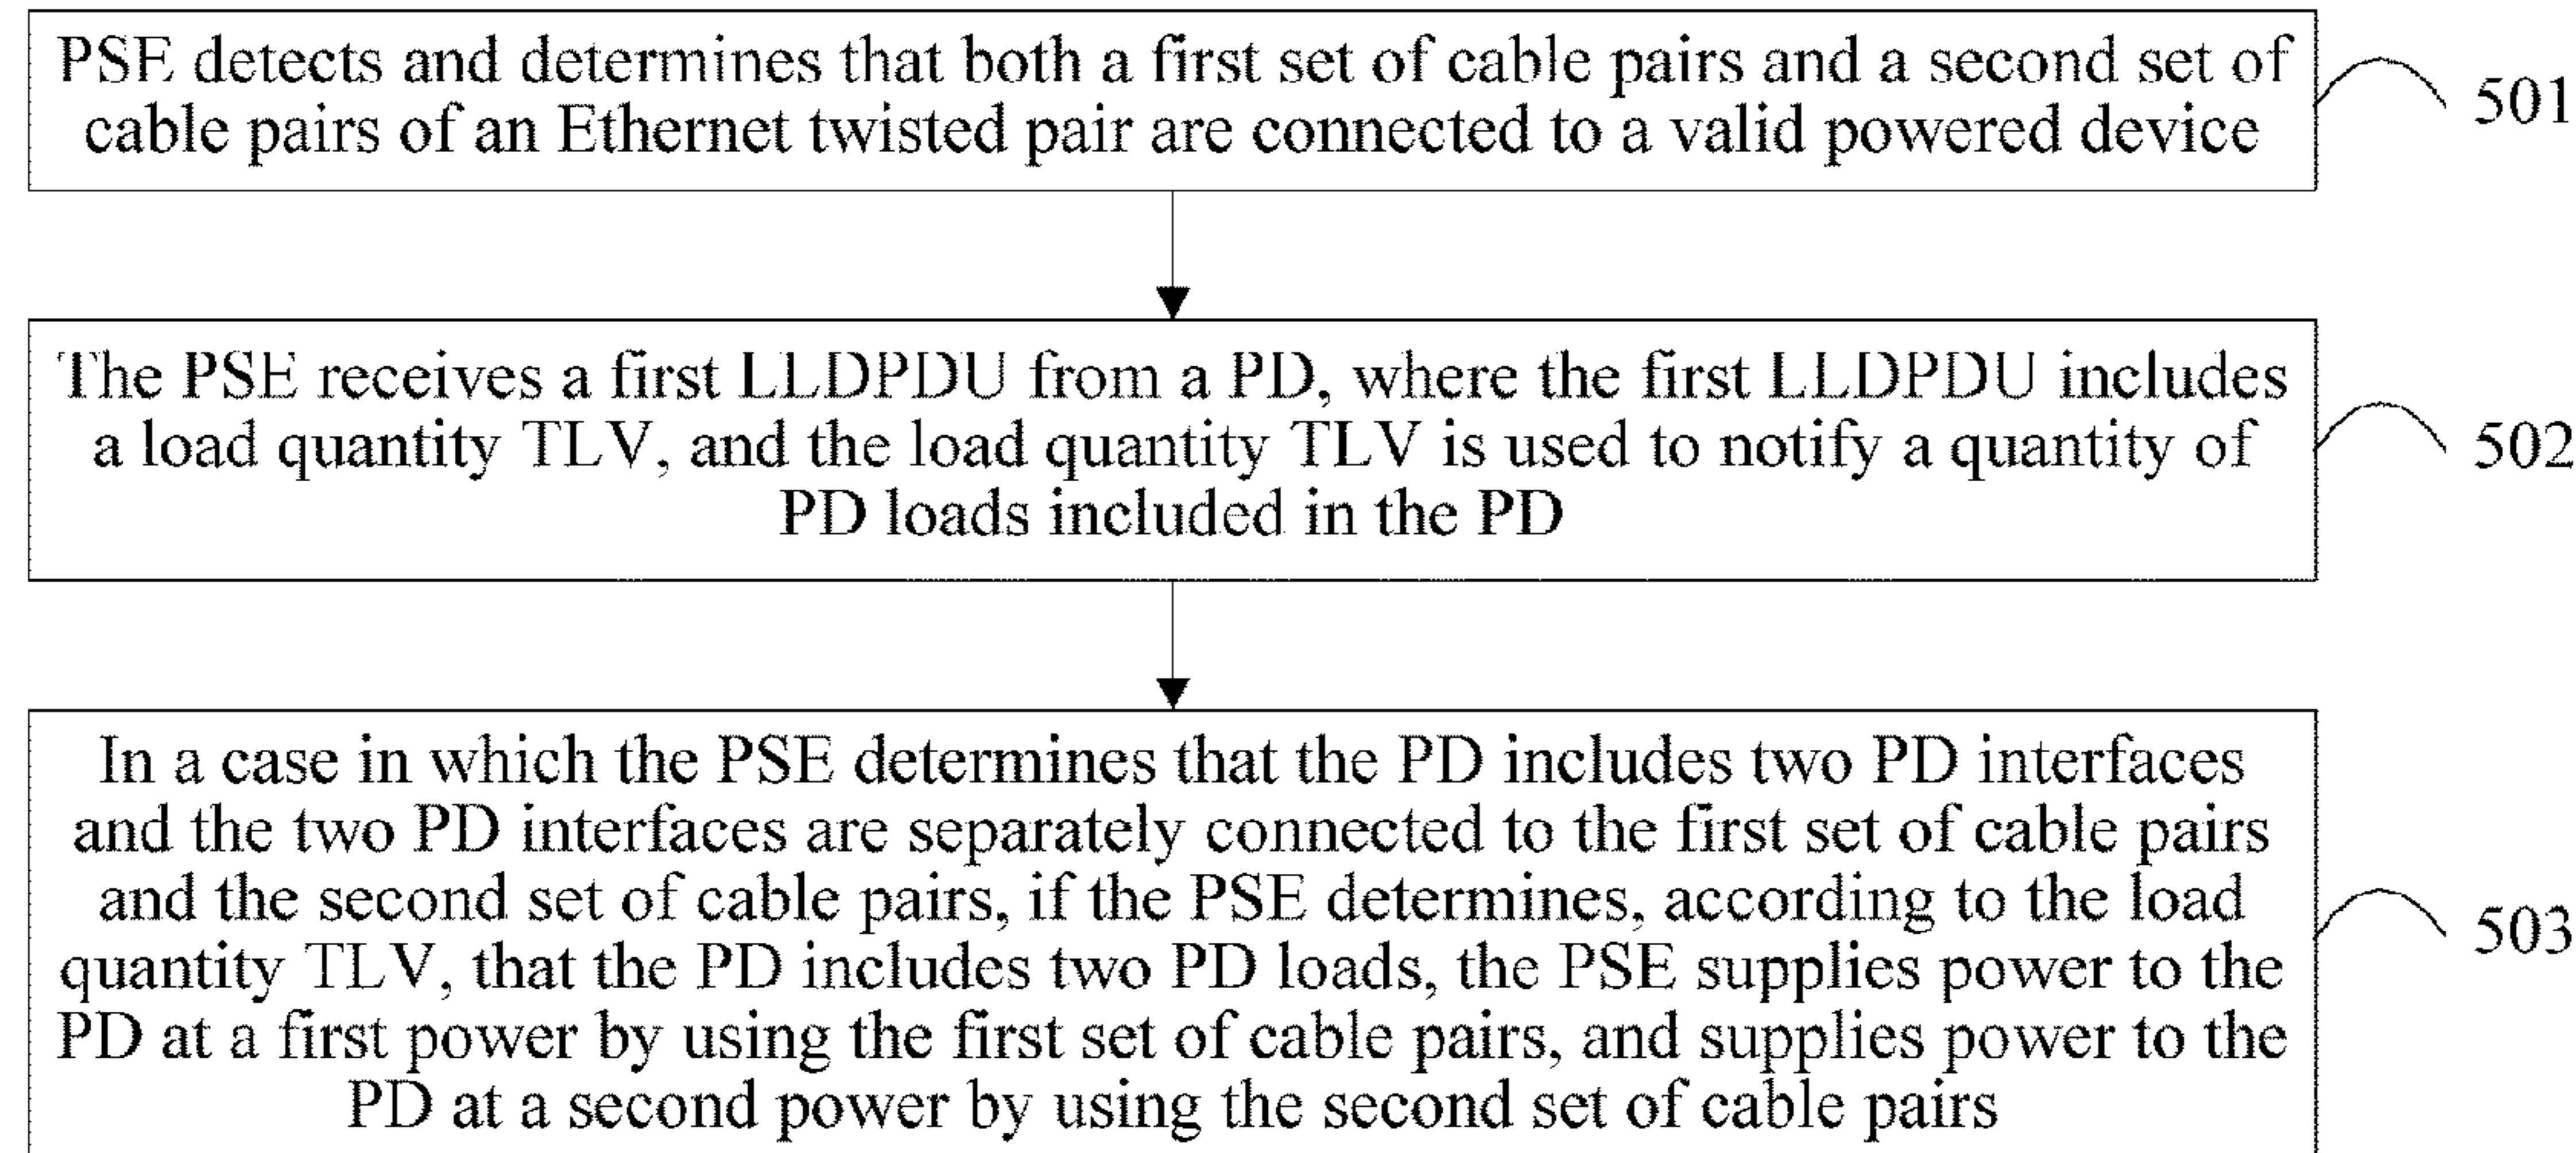 PSE detects and determines that both a first set of cable pairs and a second set of
cable pairs of an Ethernet twisted pair are connected to a valid powered device
501
The PSE receives a first LLDPDU from a PD, where the first LLDPDU includes
a load quantity TLV, and the load quantity TLV is used to notify a quantity of
PD loads included in the PD
502
In a case in which the PSE determines that the PD includes two PD interfaces
and the two PD interfaces are separately connected to the first set of cable pairs
and the second set of cable pairs, if the PSE determines, according to the load
quantity TLV, that the PD includes two PD loads, the PSE supplies power to the
PD at a first power by using the first set of cable pairs, and supplies power to the
PD at a second power by using the second set of cable pairs
503